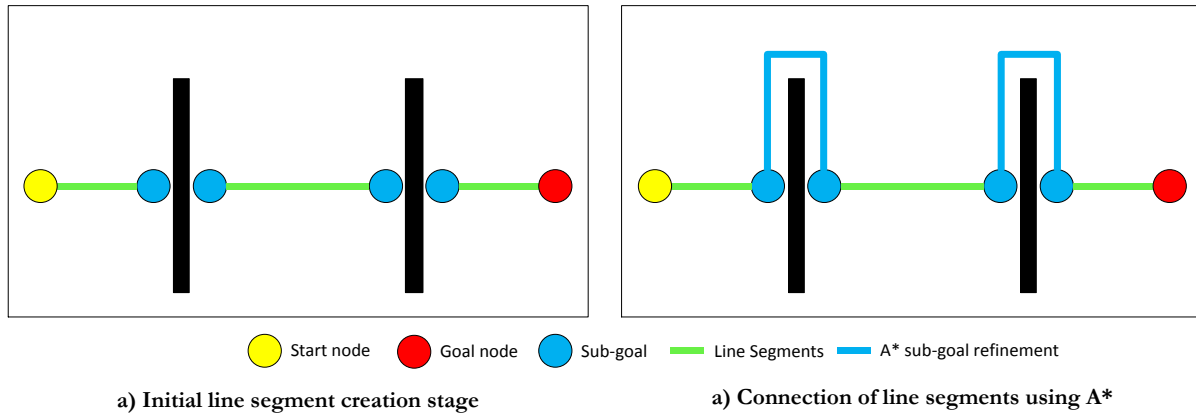 Start node
Goal node
Sub-goal
Line Segments
A* sub-goal refinement
a) Initial line segment creation stage
a) Connection of line segments using A*